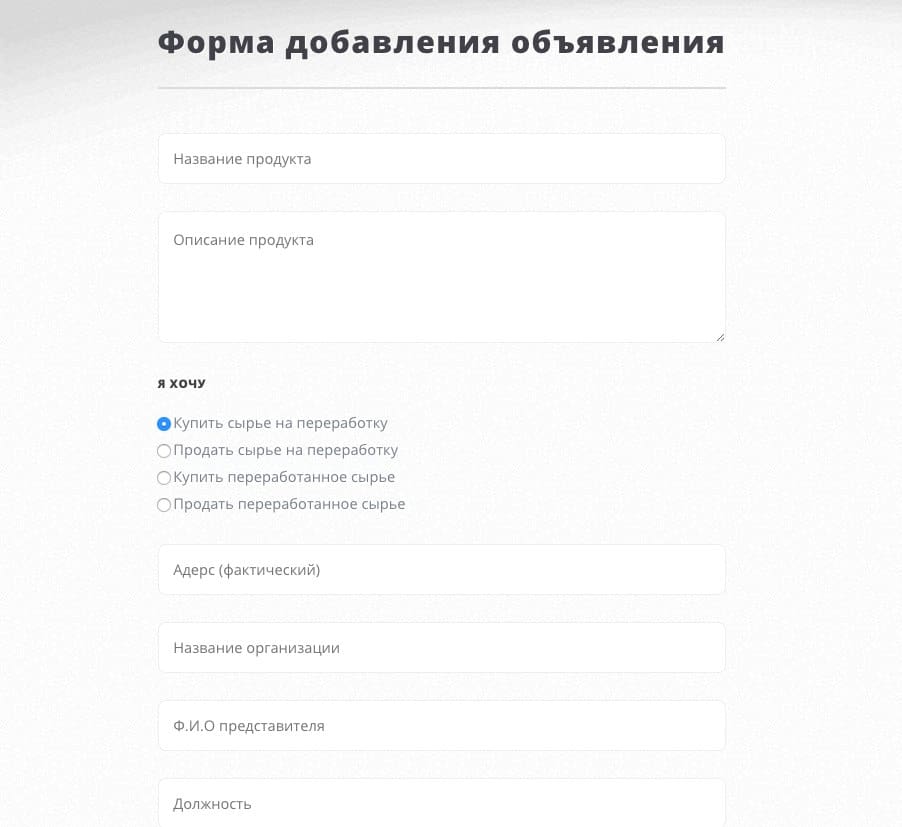 Форма добавления объявления
Название продукта
Описание продукта
Я ХОЧУ
Купить сырье на переработку
Продать сырье на переработку
Купить переработанное сырье
Продать переработанное сырье
Адерс (фактический)
Название организации
Ф.И.О представителя
Должность